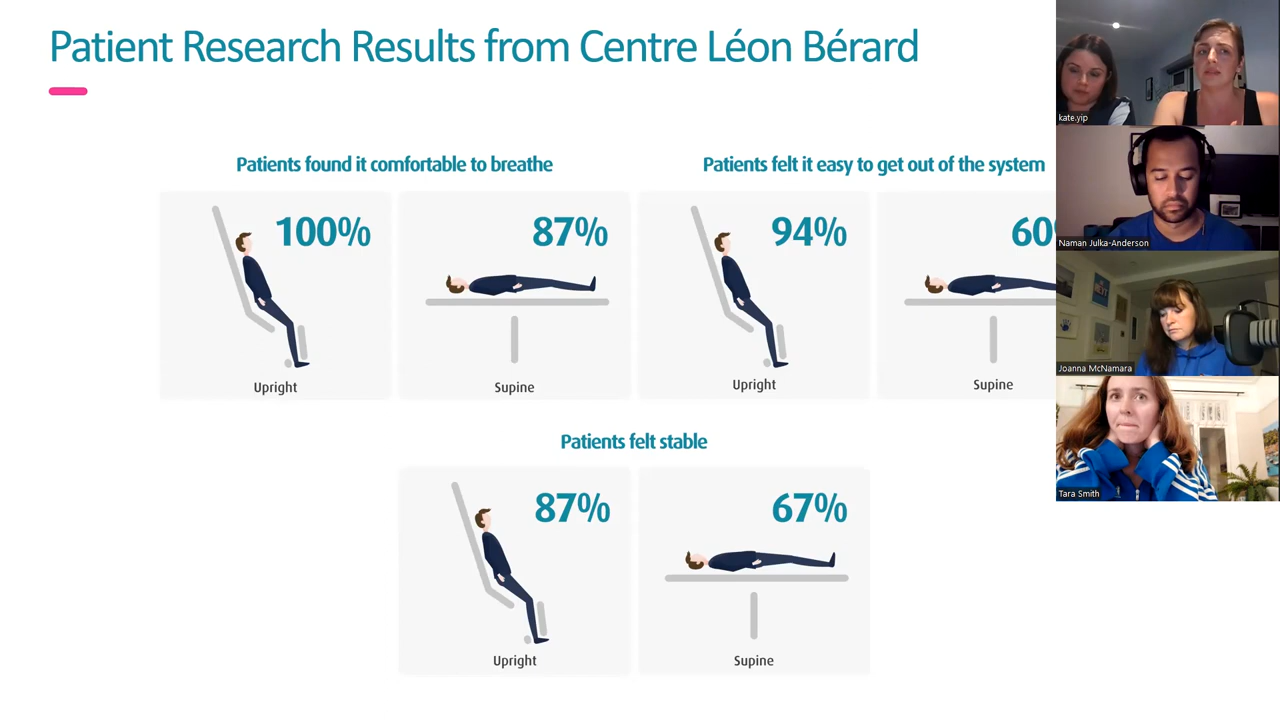 Patient Research Results from Centre Léon Bérard
Patients found it comfortable to breathe
Patients felt it easy to get out of the system
100%
87%
94%
Upright
Supine
Upright
Supine
Patients felt stable
87%
67%
Upright
Supine
kate.yip
Naman Julka-Anderson
Joanna McNamara
Tara Smith